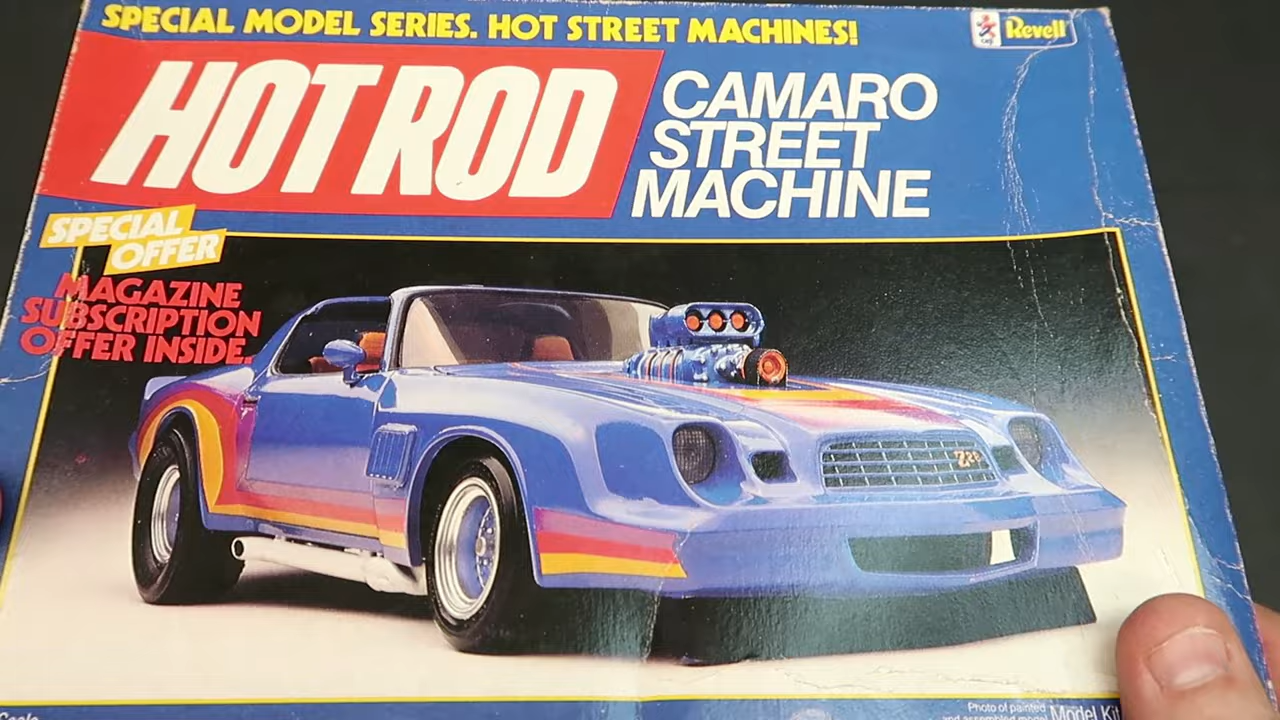 SPECIAL MODEL SERIES. HOT STREET MACHINES!
Revell
HOT ROD
CAMARO
STREET
MACHINE
SPECIAL
OFFER
MAGAZINE
SUBSCRIPTION
OFFER INSIDE.
Z28
Scale
Photo of painted
and assembled model
Model Kit